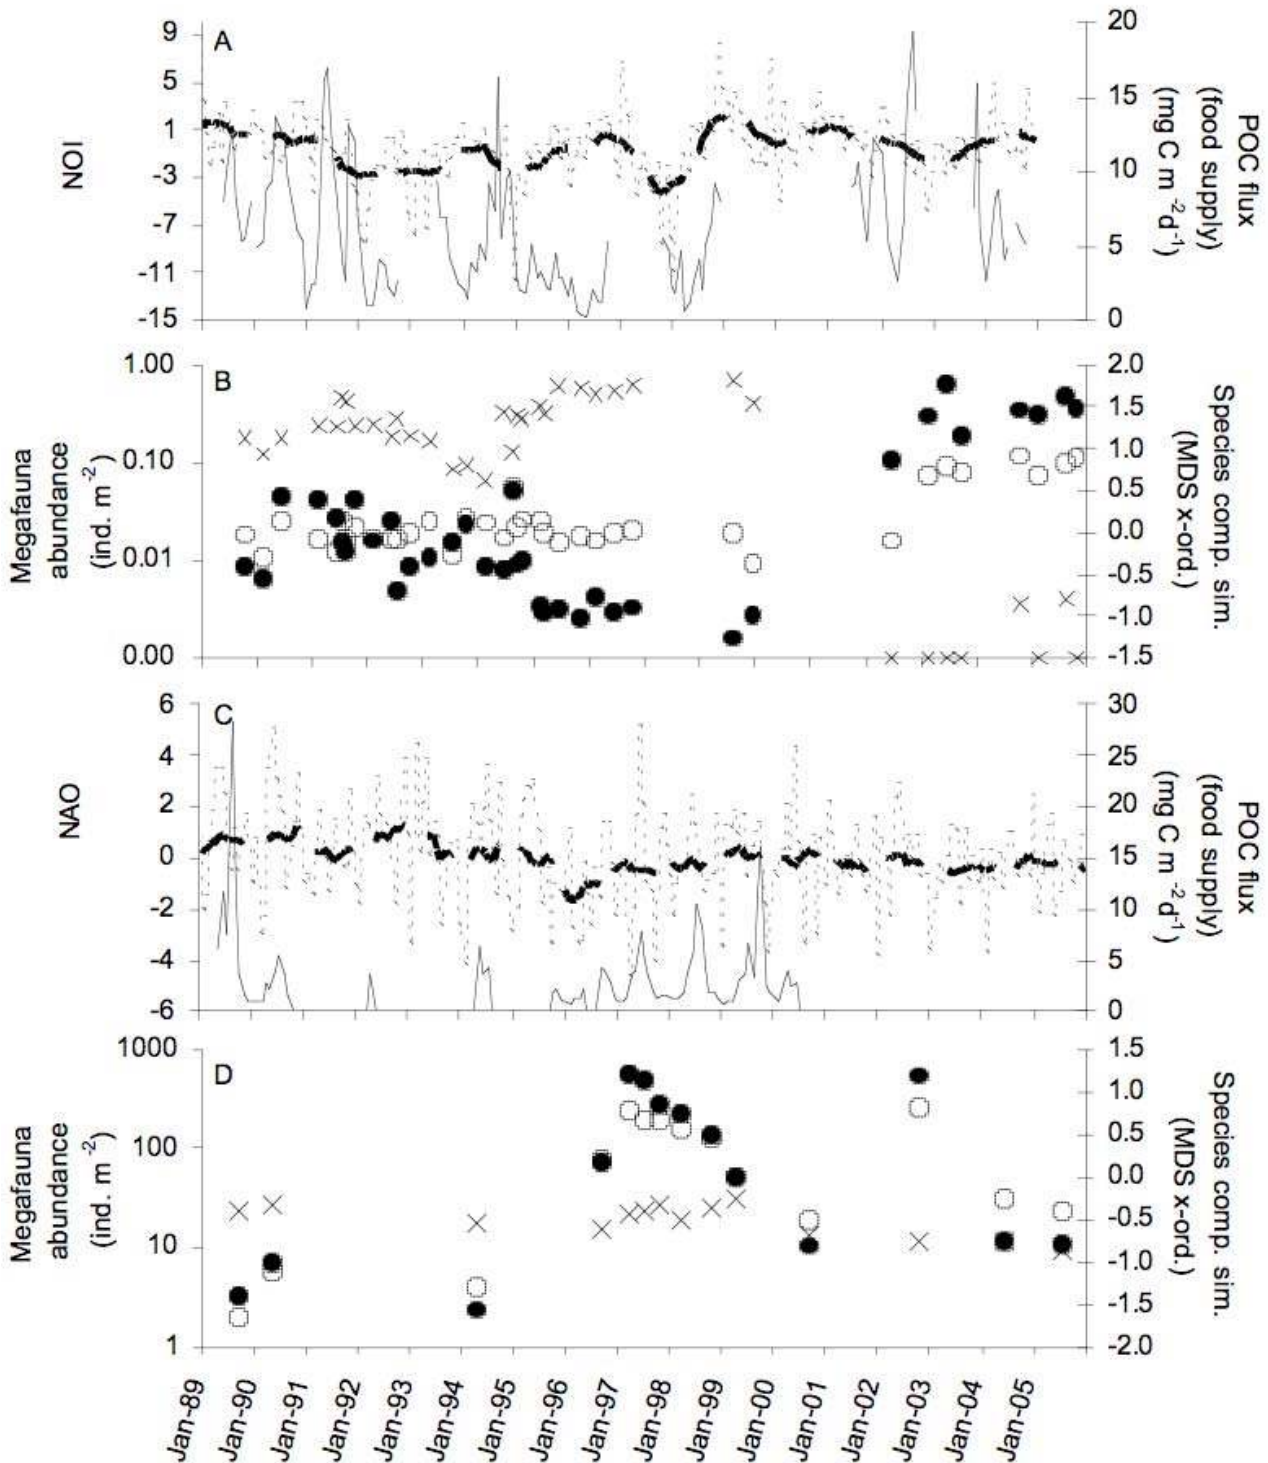 A
NOI
9
5
1
-3
-7
-11
-15
20
15
10
5
0
POC flux
(food supply)
(mg C m -2d-1)
B
Megafauna
abundance
(ind. m-2)
1.00
0.10
0.01
0.00
2.0
1.5
1.0
0.5
0.0
-0.5
-1.0
-1.5
Species comp. sim.
(MDS x-ord.)
C
NAO
6
4
2
0
-2
-4
-6
30
25
20
15
10
5
0
POC flux
(food supply)
(mg C m -2d-1)
D
Megafauna
abundance
(ind. m-2)
1000
100
10
1
1.5
1.0
0.5
0.0
-0.5
-1.0
-1.5
-2.0
Species comp. sim.
(MDS x-ord.)
Jan-89
Jan-90
Jan-91
Jan-92
Jan-93
Jan-94
Jan-95
Jan-96
Jan-97
Jan-98
Jan-99
Jan-00
Jan-01
Jan-02
Jan-03
Jan-04
Jan-05